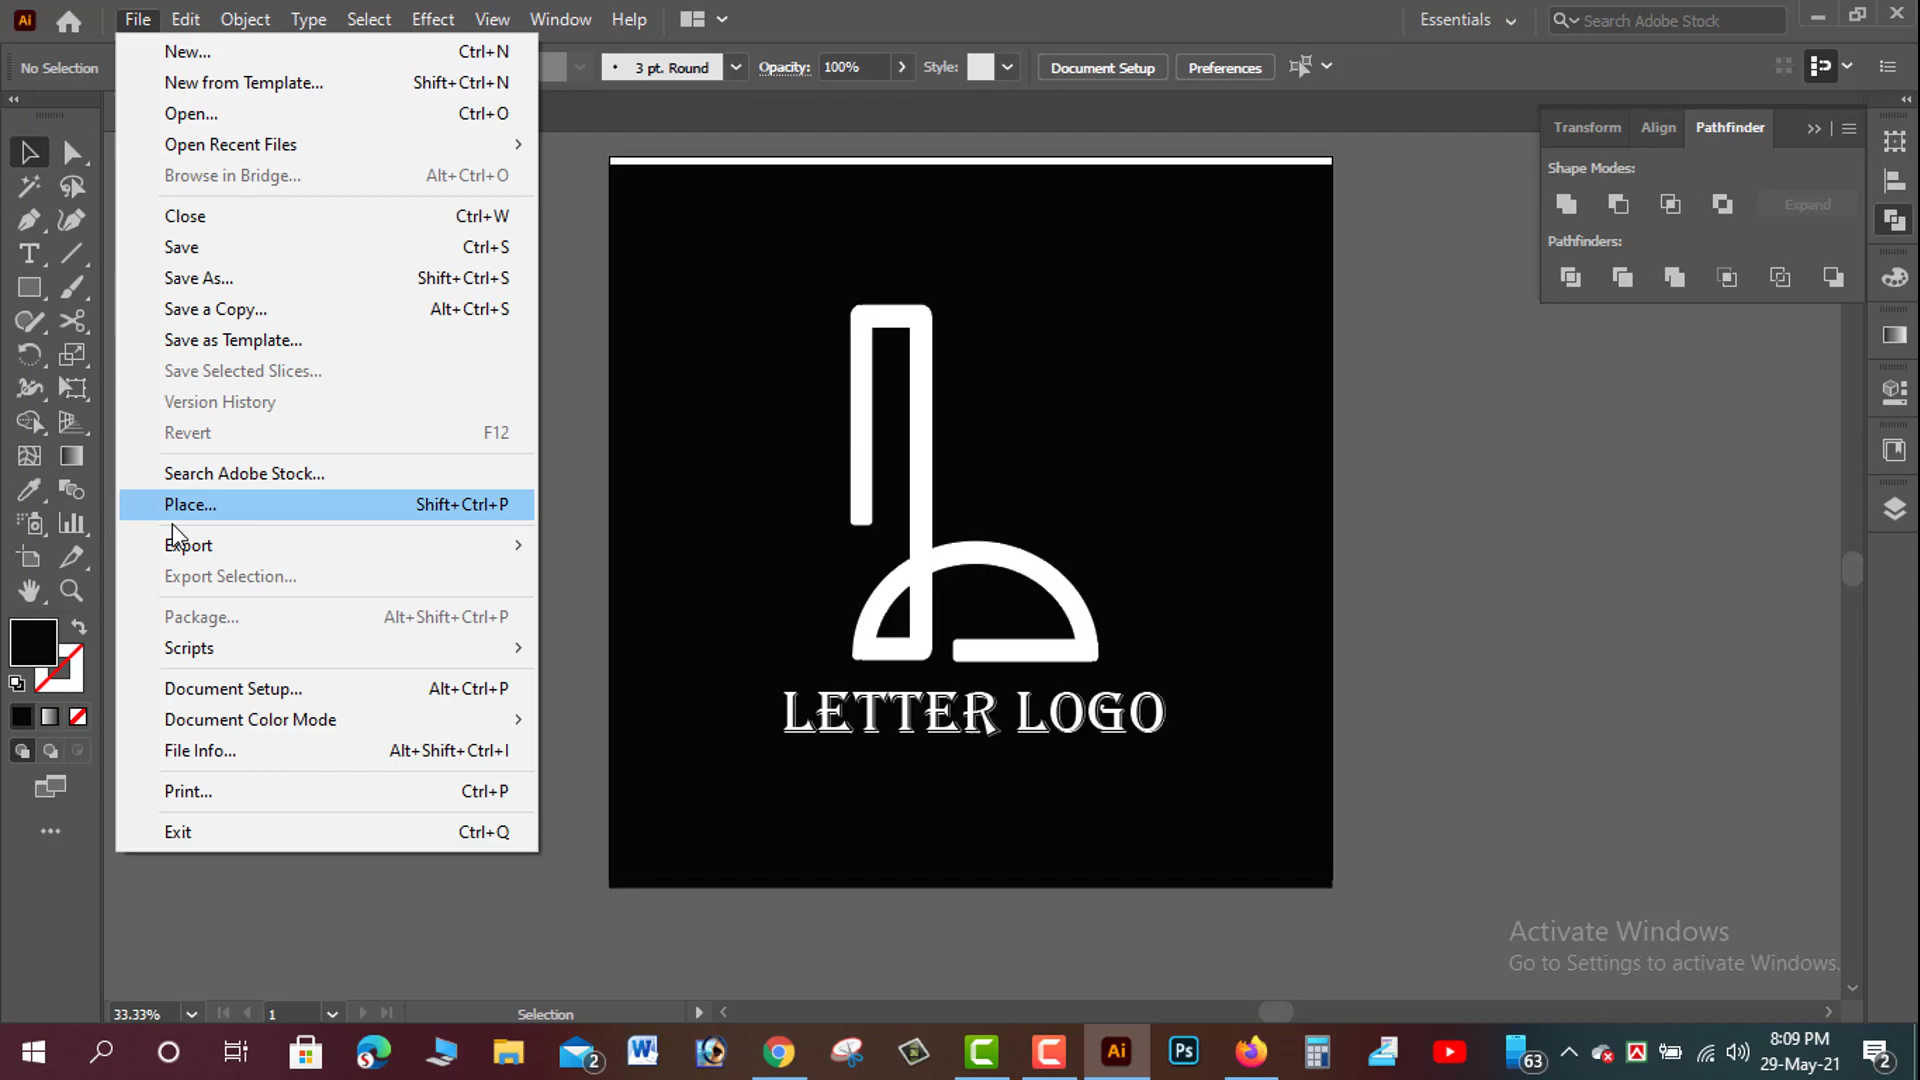 Ai File Edit Object Type Select Effect View Window Help Essentials Search Adobe Stock
No Selection 3 pt. Round Opacity: 100% Style: Document Setup Preferences
New... Ctrl+N
New from Template... Shift+Ctrl+N
Open... Ctrl+O
Open Recent Files
Browse in Bridge... Alt+Ctrl+O
Close Ctrl+W
Save Ctrl+S
Save As... Shift+Ctrl+S
Save a Copy... Alt+Ctrl+S
Save as Template...
Save Selected Slices...
Version History
Revert F12
Search Adobe Stock...
Place... Shift+Ctrl+P
Export
Export Selection...
Package... Alt+Shift+Ctrl+P
Scripts
Document Setup... Alt+Ctrl+P
Document Color Mode
File Info... Alt+Shift+Ctrl+I
Print... Ctrl+P
Exit Ctrl+Q
Transform Align Pathfinder
Shape Modes:
Expand
Pathfinders:
LETTER LOGO
Activate Windows
Go to Settings to activate Windows.
33.33% 1 Selection
2 Ai Ps 63 8:09 PM 2
29-May-21